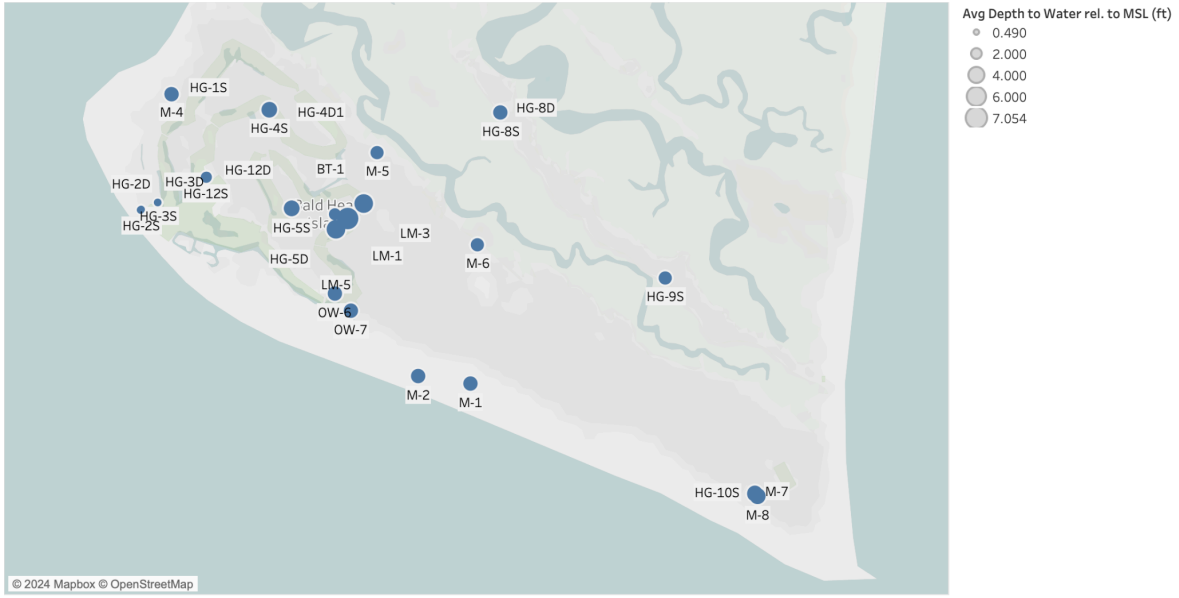 Avg Depth to Water rel. to MSL (ft)
0.490
2.000
4.000
6.000
7.054
HG-1S
M-4
HG-4S
HG-4D1
HG-8D
HG-8S
BT-1
M-5
HG-12D
HG-3D
HG-2D
HG-12S
HG-3S
HG-2S
Bald Hea
Isla
HG-5S
LM-3
LM-1
HG-5D
M-6
HG-9S
LM-5
OW-6
OW-7
M-2
M-1
HG-10S
M-7
M-8
© 2024 Mapbox © OpenStreetMap